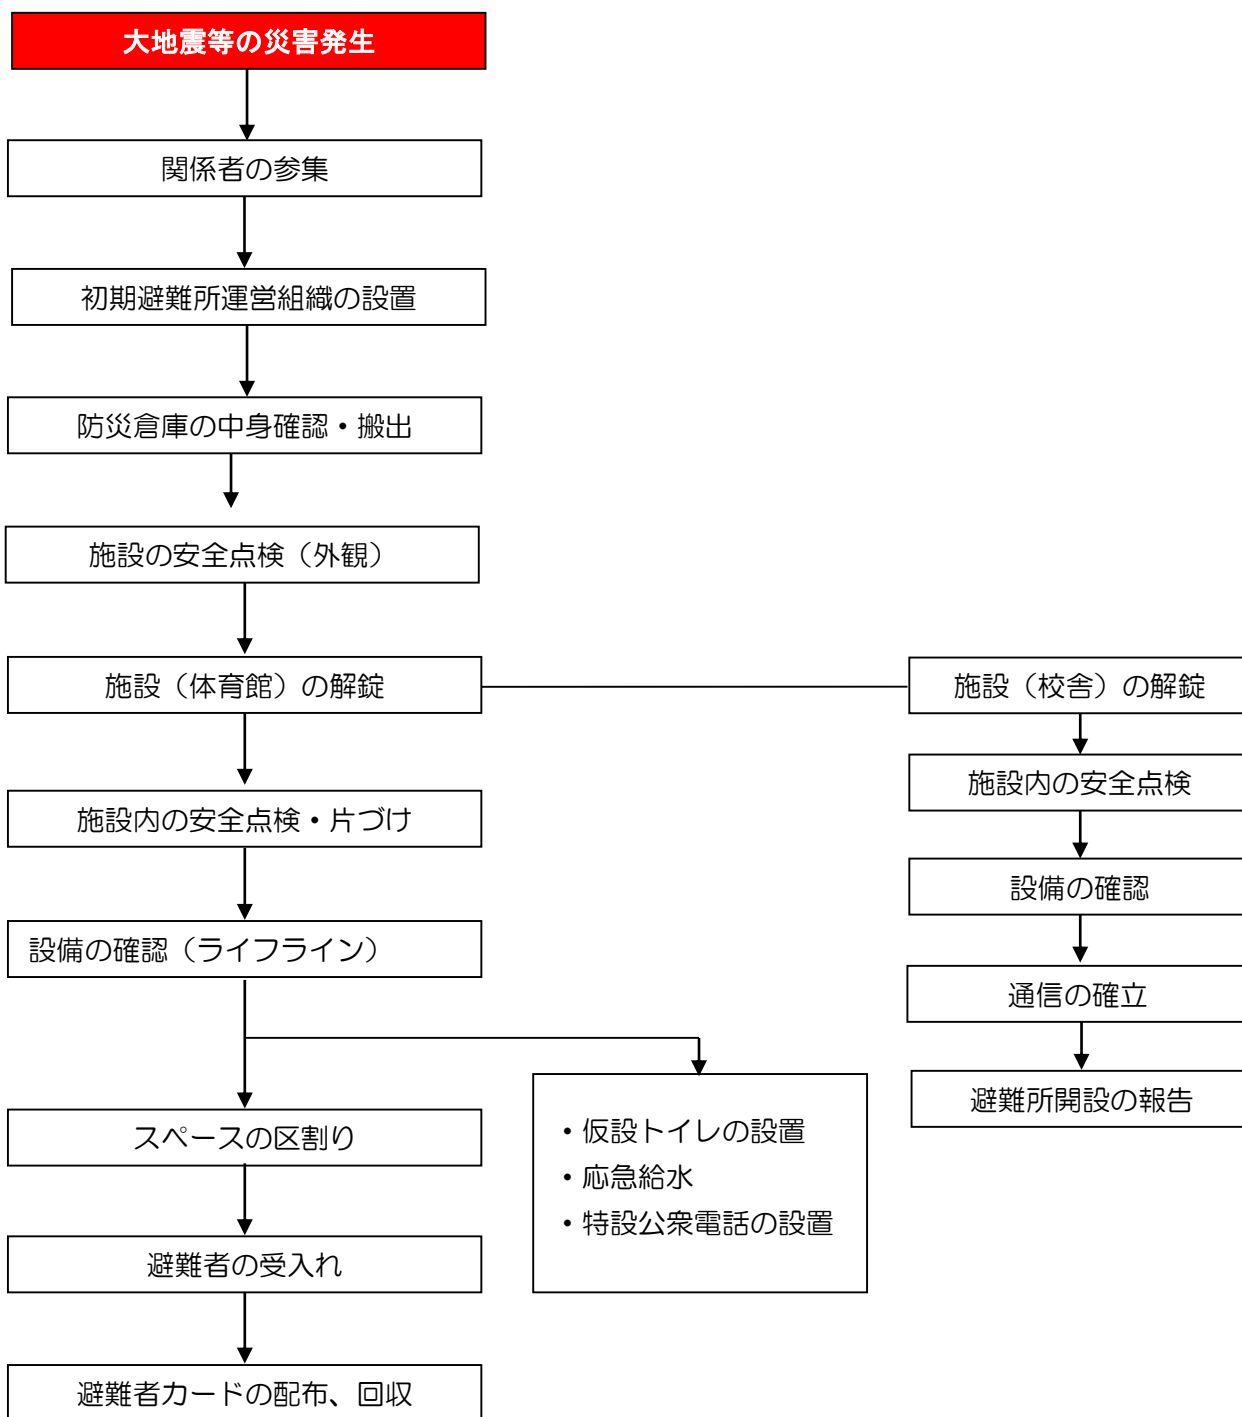 大地震等の災害発生
関係者の参集
初期避難所運営組織の設置
防災倉庫の中身確認・搬出
施設の安全点検（外観）
施設（体育館）の解錠
施設内の安全点検・片づけ
設備の確認（ライフライン）
スペースの区割り
避難者の受入れ
避難者カードの配布、回収
・仮設トイレの設置
・応急給水
・特設公衆電話の設置
施設（校舎）の解錠
施設内の安全点検
設備の確認
通信の確立
避難所開設の報告